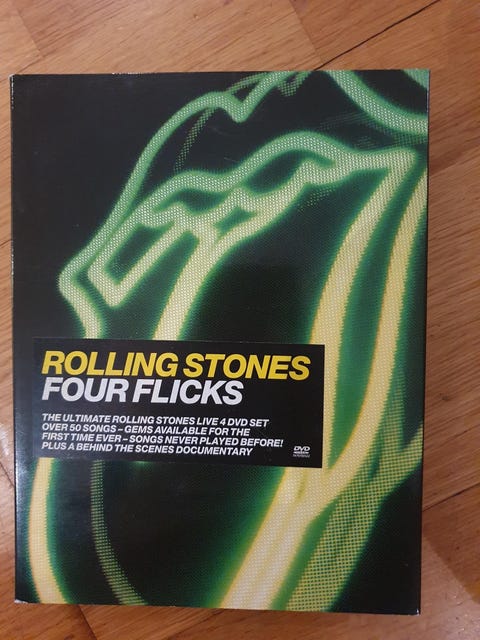 ROLLING STONES
FOUR FLICKS
THE ULTIMATE ROLLING STONES LIVE 4 DVD SET
OVER 50 SONGS – GEMS AVAILABLE FOR THE
FIRST TIME EVER – SONGS NEVER PLAYED BEFORE!
PLUS A BEHIND THE SCENES DOCUMENTARY
DVD